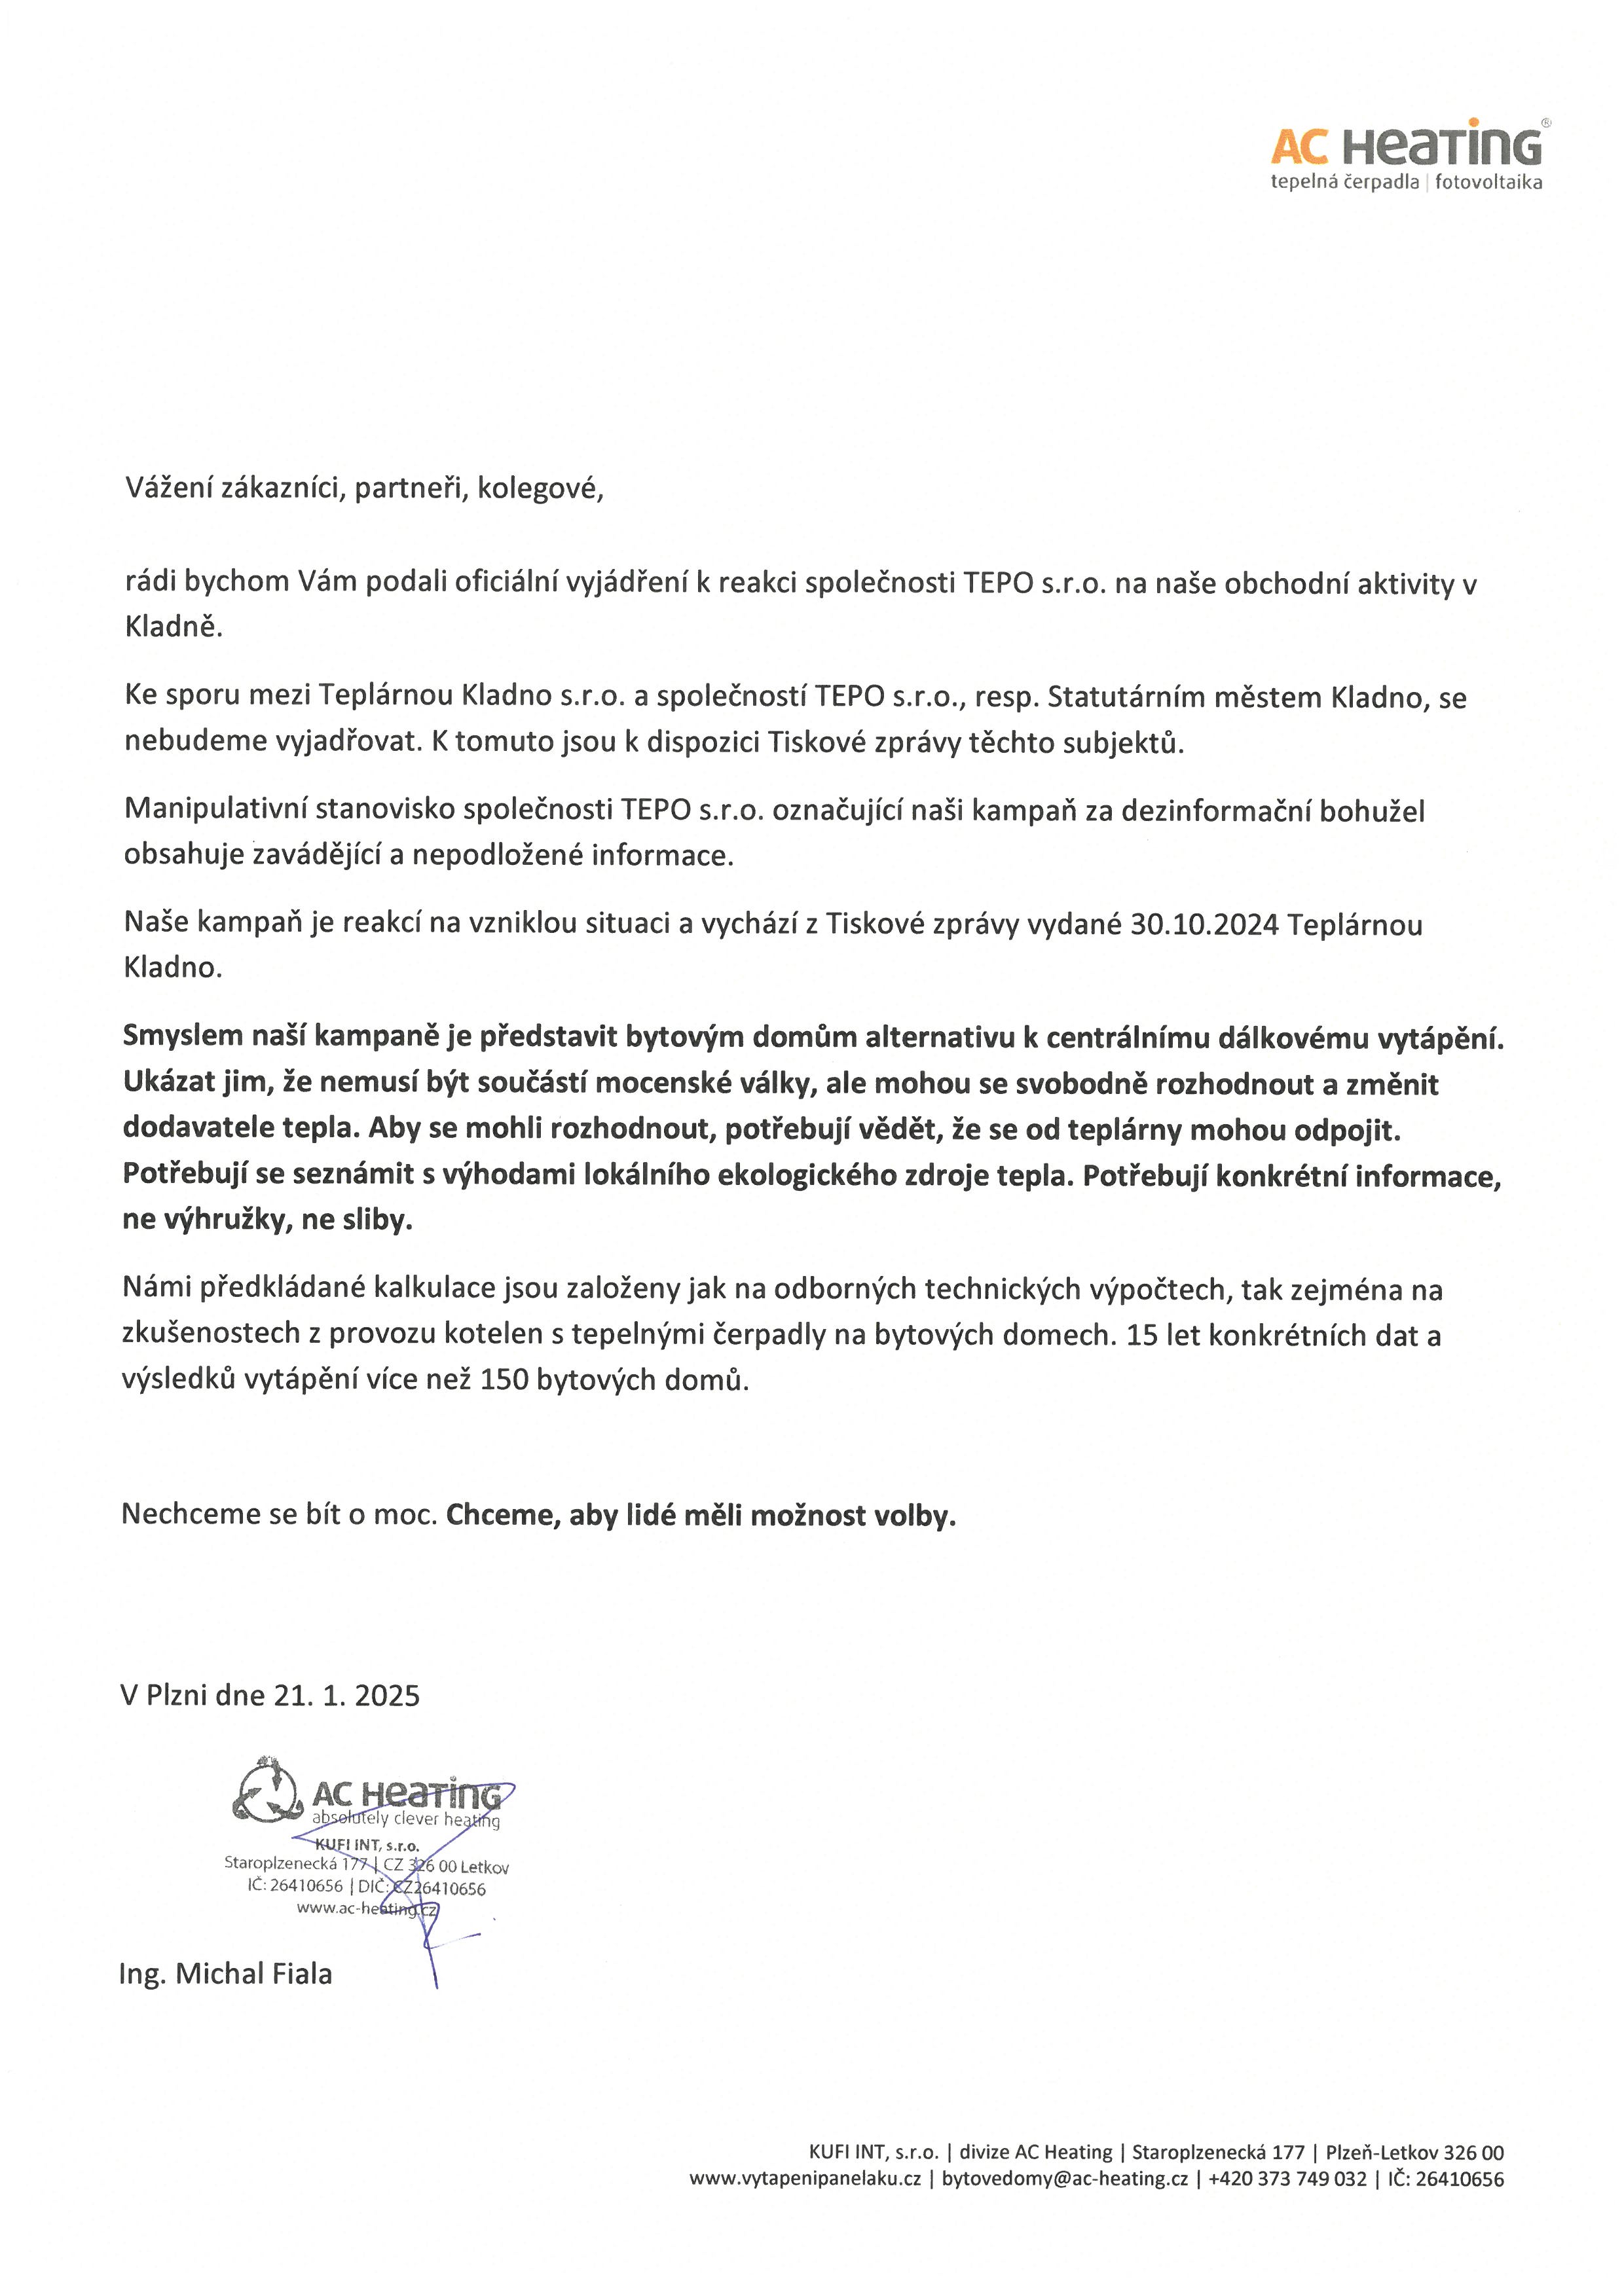 AC Heating®
tepelná čerpadla | fotovoltaika
Vážení zákazníci, partneři, kolegové,
rádi bychom Vám podali oficiální vyjádření k reakci společnosti TEPO s.r.o. na naše obchodní aktivity v
Kladně.
Ke sporu mezi Teplárnou Kladno s.r.o. a společností TEPO s.r.o., resp. Statutárním městem Kladno, se
nebudeme vyjadřovat. K tomuto jsou k dispozici Tiskové zprávy těchto subjektů.
Manipulativní stanovisko společnosti TEPO s.r.o. označující naši kampaň za dezinformační bohužel
obsahuje zavádějící a nepodložené informace.
Naše kampaň je reakcí na vzniklou situaci a vychází z Tiskové zprávy vydané 30.10.2024 Teplárnou
Kladno.
Smyslem naší kampaně je představit bytovým domům alternativu k centrálnímu dálkovému vytápění.
Ukázat jim, že nemusí být součástí mocenské války, ale mohou se svobodně rozhodnout a změnit
dodavatele tepla. Aby se mohli rozhodnout, potřebují vědět, že se od teplárny mohou odpojit.
Potřebují se seznámit s výhodami lokálního ekologického zdroje tepla. Potřebují konkrétní informace,
ne výhružky, ne sliby.
Námi předkládané kalkulace jsou založeny jak na odborných technických výpočtech, tak zejména na
zkušenostech z provozu kotelen s tepelnými čerpadly na bytových domech. 15 let konkrétních dat a
výsledků vytápění více než 150 bytových domů.
Nechceme se bít o moc. Chceme, aby lidé měli možnost volby.
V Plzni dne 21. 1. 2025
AC Heating
absolutely clever heating
KUFI INT, s.r.o.
Staroplzenecká 177 | CZ 326 00 Letkov
IČ: 26410656 | DIČ: CZ26410656
www.ac-heating.cz
Ing. Michal Fiala
KUFI INT, s.r.o. | divize AC Heating | Staroplzenecká 177 | Plzeň-Letkov 326 00
www.vytapenipanelaku.cz | bytovedomy@ac-heating.cz | +420 373 749 032 | IČ: 26410656